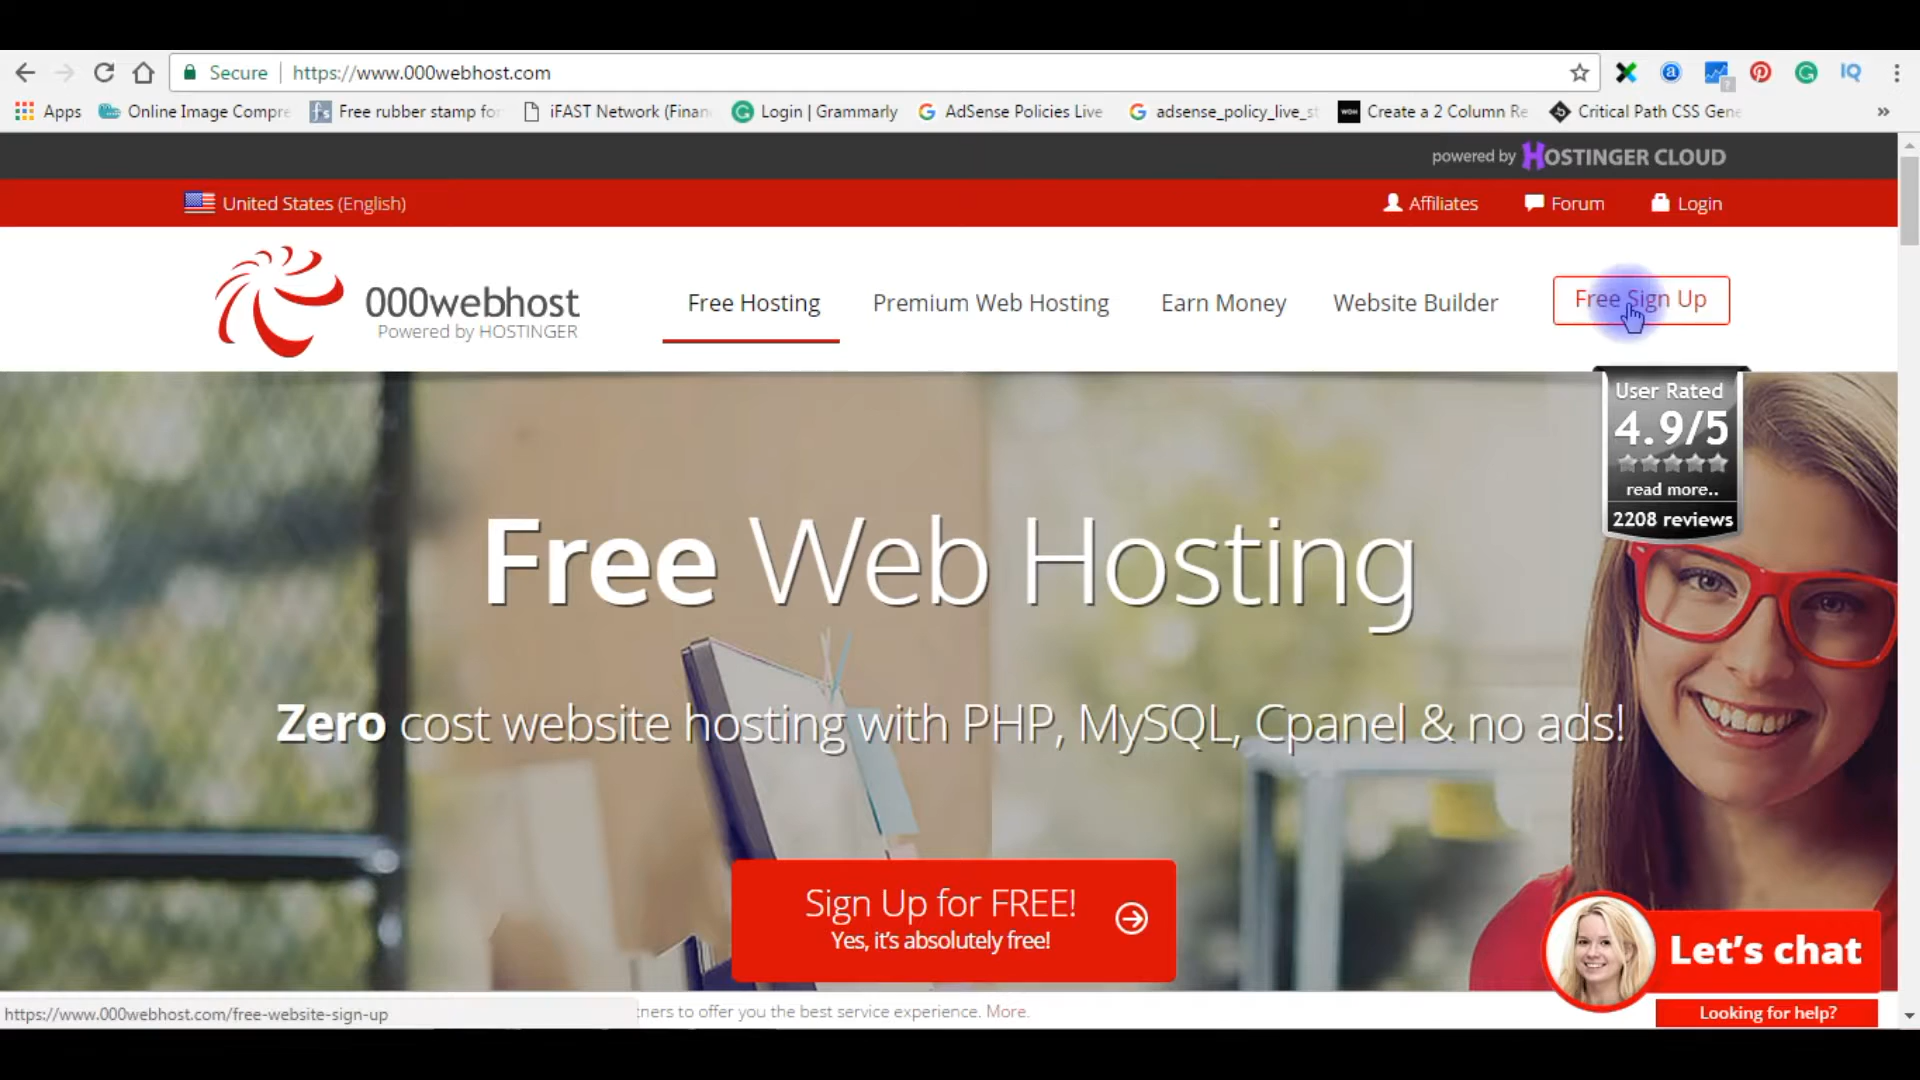 Secure https://www.000webhost.com
Apps Online Image Compre Free rubber stamp fo iFAST Network (Finan Login | Grammarly AdSense Policies Live adsense_policy_live_st Create a 2 Column Re Critical Path CSS Gene »
powered by HOSTINGER CLOUD
United States (English) Affiliates Forum Login
000webhost
Powered by HOSTINGER
Free Hosting Premium Web Hosting Earn Money Website Builder Free Sign Up
User Rated
4.9/5
read more..
2208 reviews
Free Web Hosting
Zero cost website hosting with PHP, MySQL, Cpanel & no ads!
Sign Up for FREE!
Yes, it's absolutely free!
Let's chat
Looking for help?
https://www.000webhost.com/free-website-sign-up
tners to offer you the best service experience. More.